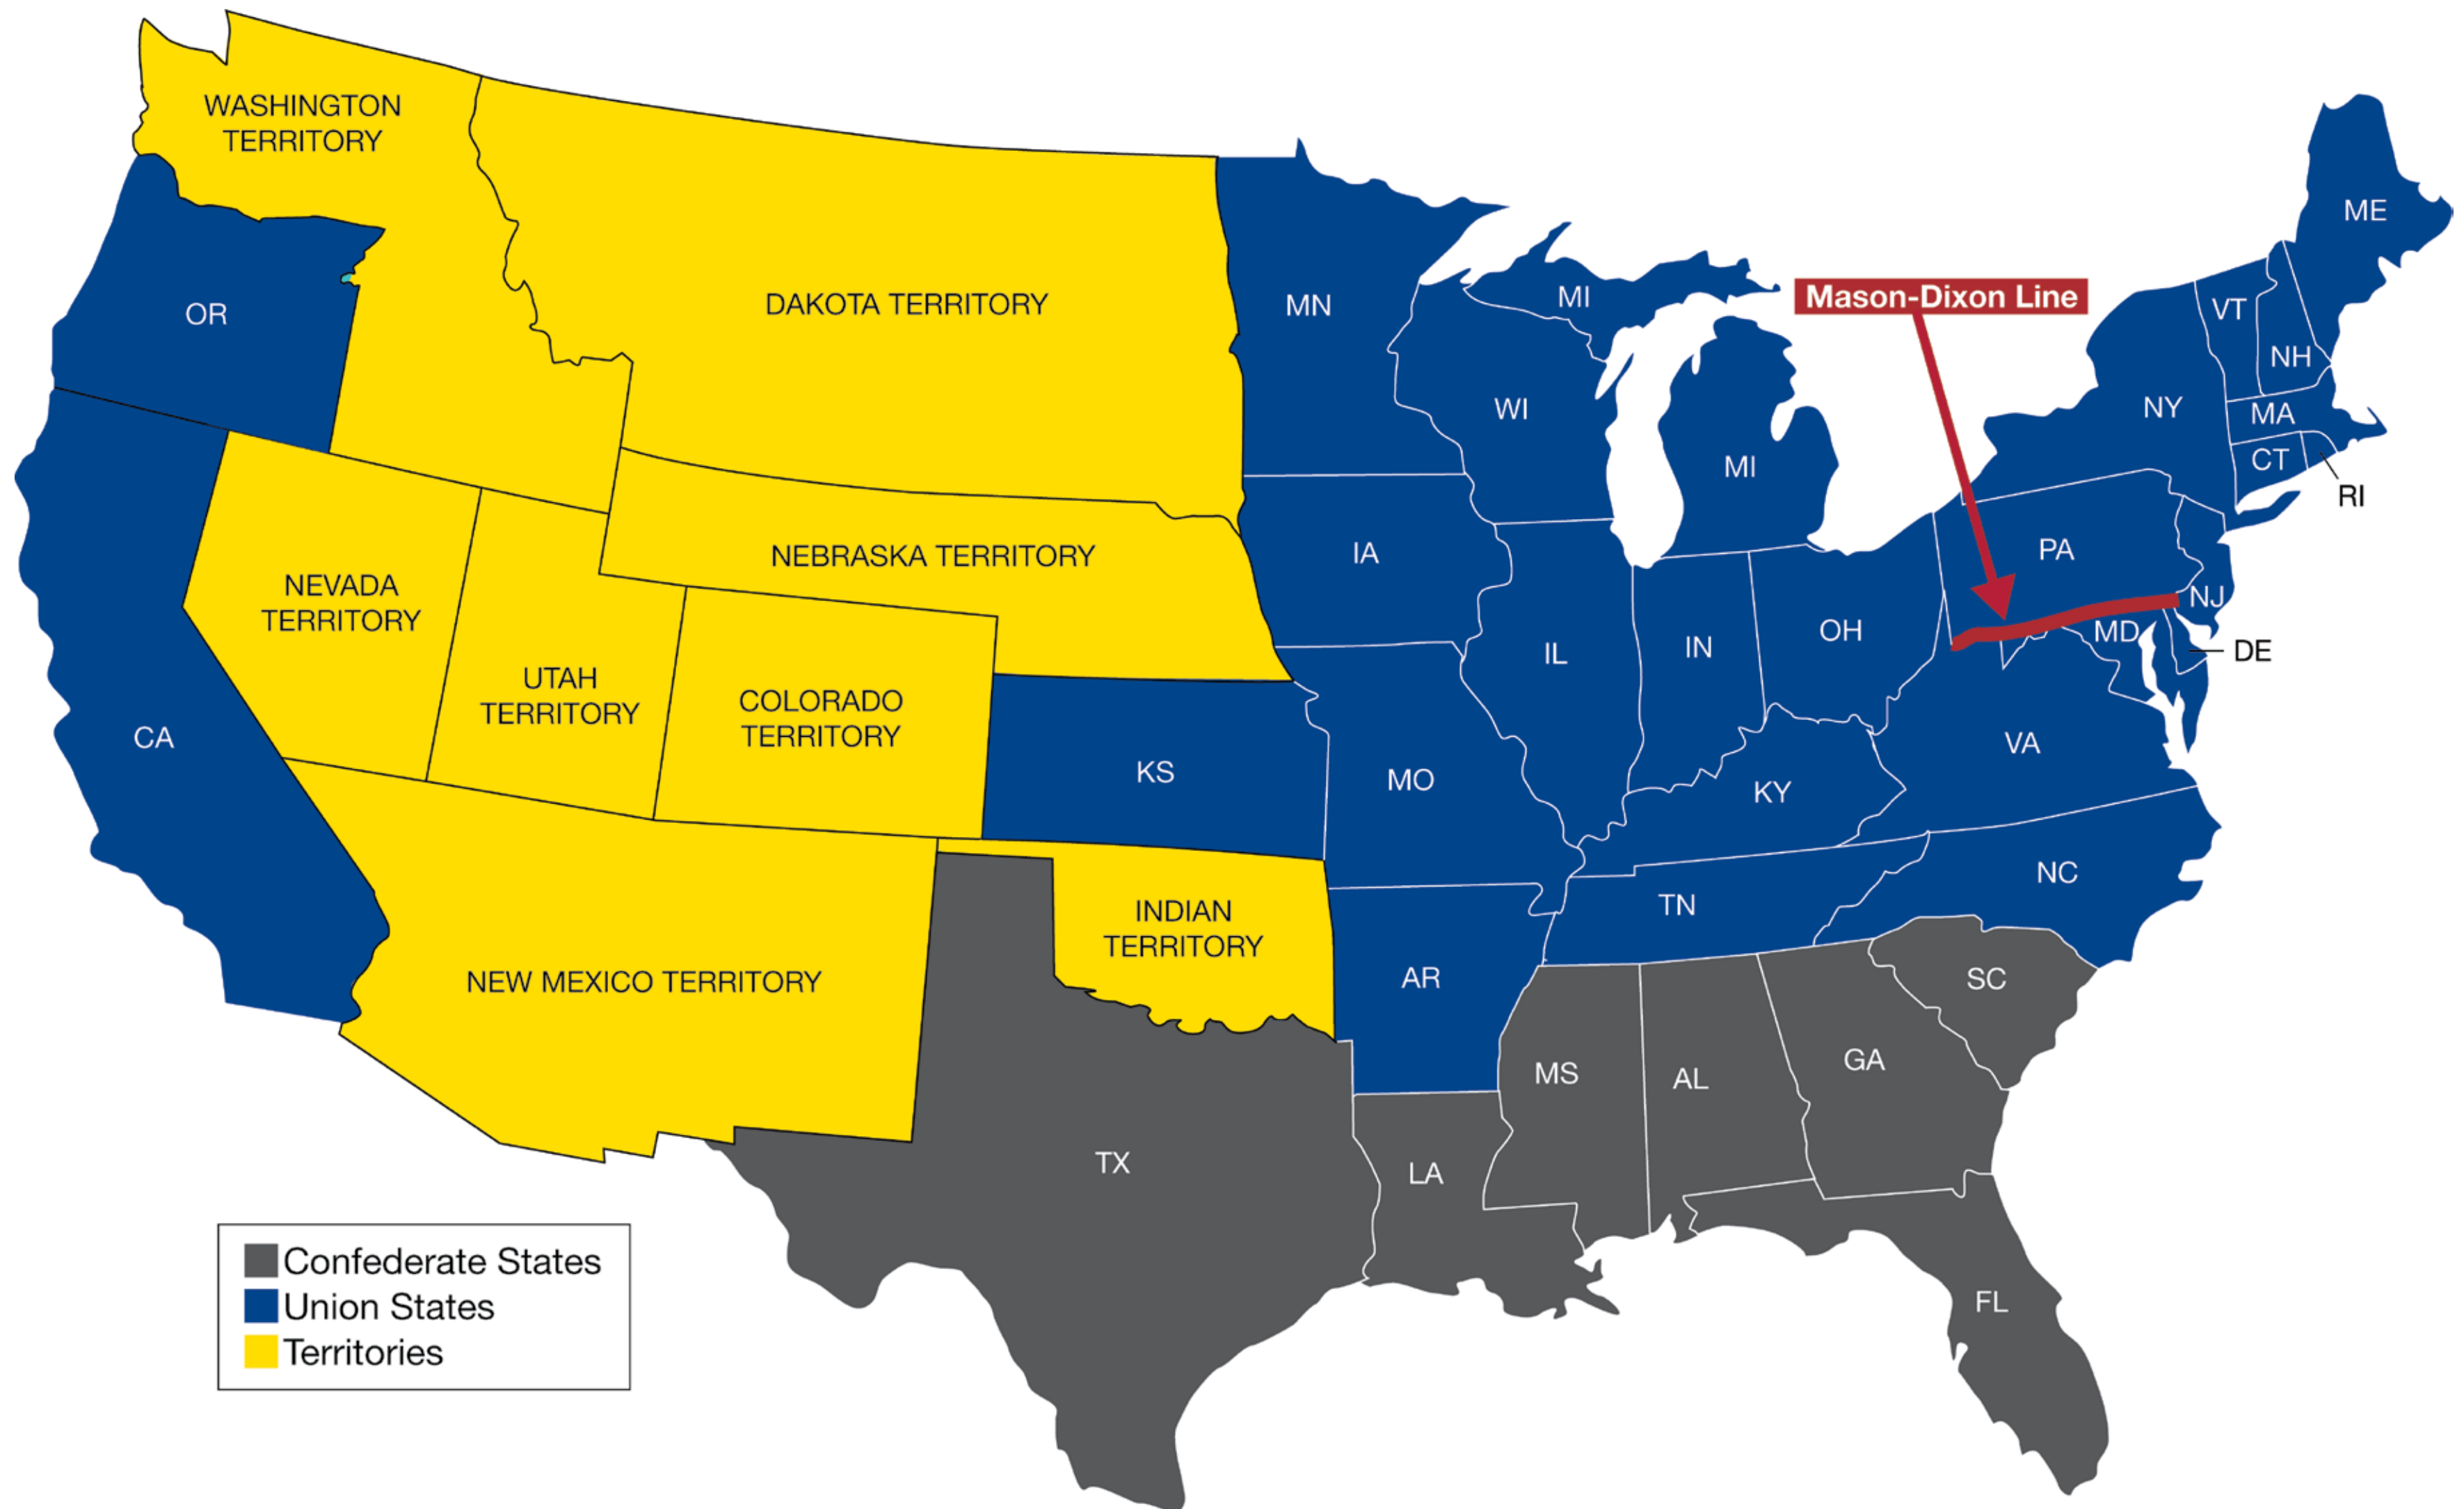 WASHINGTON
TERRITORY
ME
OR
DAKOTA TERRITORY
MN
MI
Mason-Dixon Line
VT
NH
WI
NY
MA
MI
CT
RI
IA
NEBRASKA TERRITORY
PA
NEVADA
TERRITORY
NJ
OH
MD
IL
IN
DE
UTAH
TERRITORY
COLORADO
TERRITORY
CA
KS
MO
KY
VA
NC
TN
INDIAN
TERRITORY
NEW MEXICO TERRITORY
AR
SC
MS
AL
GA
TX
LA
FL
Confederate States
Union States
Territories